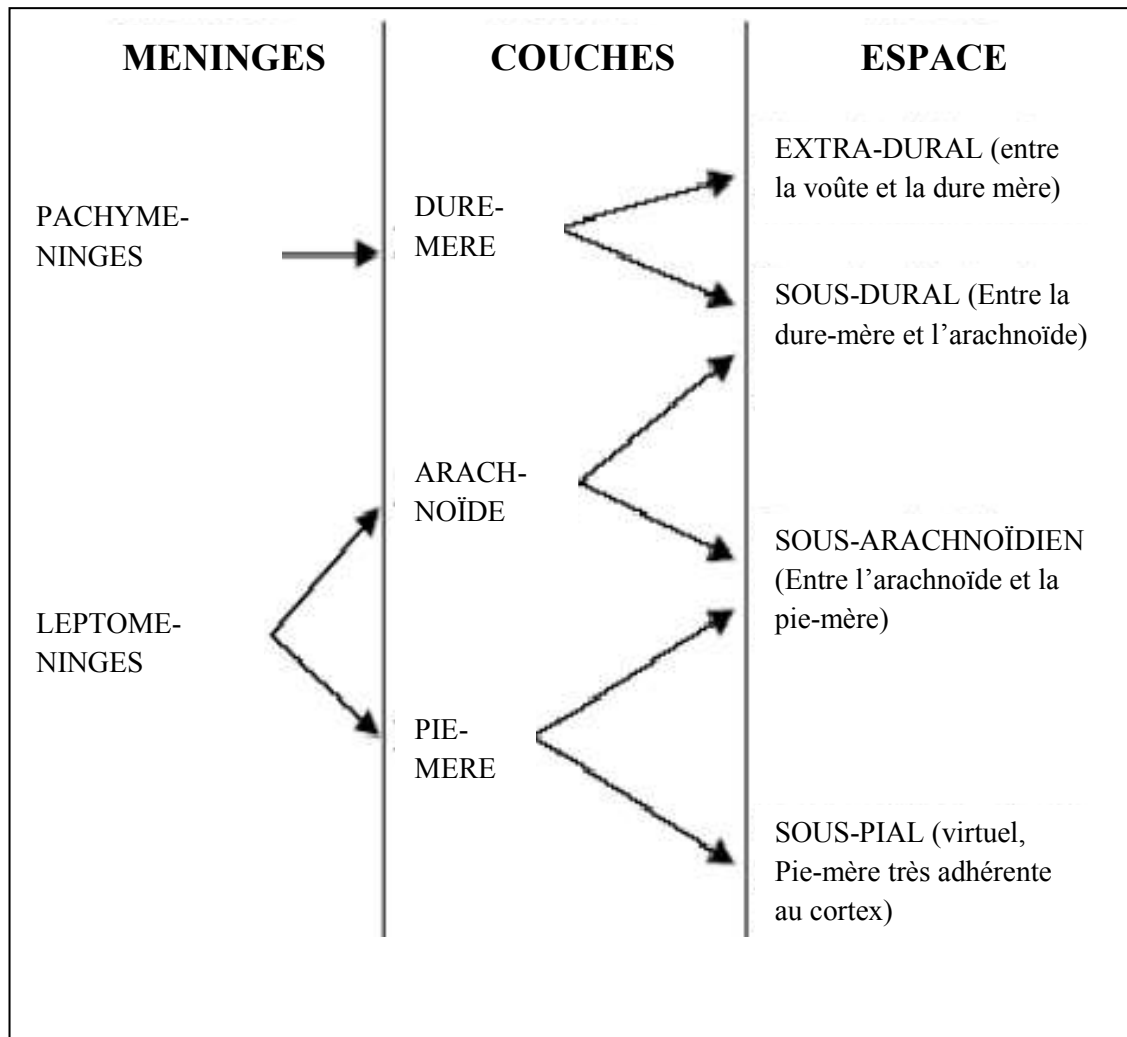 MENINGES
COUCHES
ESPACE
PACHYME-
NINGES
DURE-
MERE
EXTRA-DURAL (entre
la voûte et la dure mère)
SOUS-DURAL (Entre la
dure-mère et l’arachnoïde)
LEPTOME-
NINGES
ARACH-
NOÏDE
SOUS-ARACHNOÏDIEN
(Entre l’arachnoïde et la
pie-mère)
PIE-
MERE
SOUS-PIAL (virtuel,
Pie-mère très adhérente
au cortex)